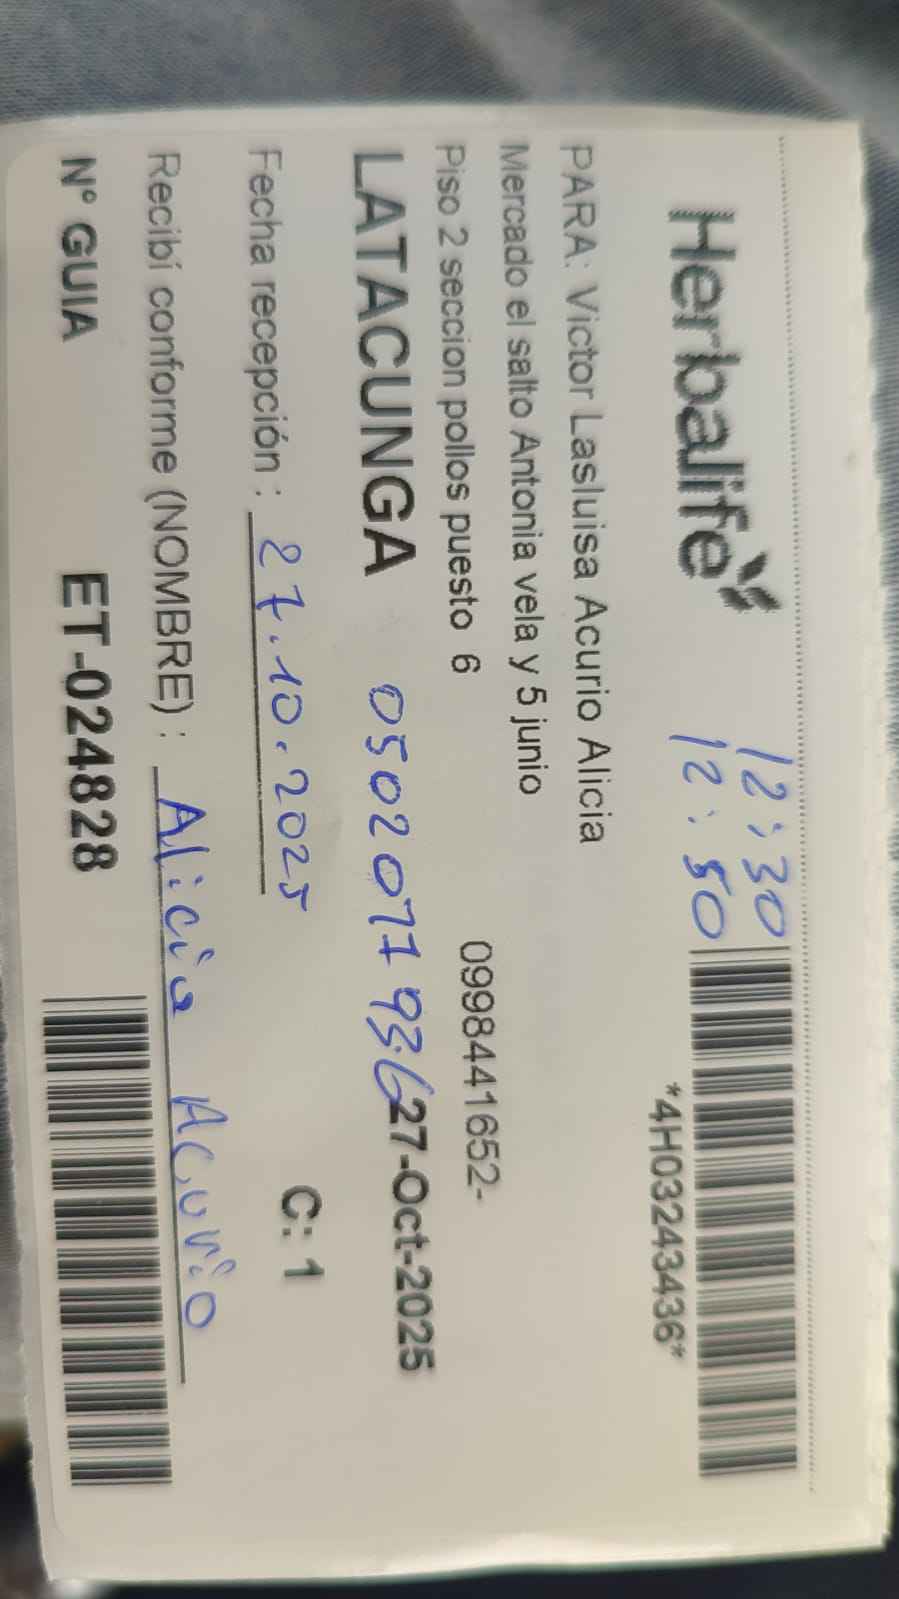 Herbalife
12:30
12:50
*4H03243436*
PARA: Victor Lasluisa Acurio Alicia
Mercado el salto Antonia vela y 5 junio
Piso 2 seccion pollos puesto 6
0998441652-
LATACUNGA 0502077936 27-Oct-2025
Fecha recepción : 27.10.2025
C: 1
Recibí conforme (NOMBRE) : Alicia Acurio
N° GUIA ET-024828